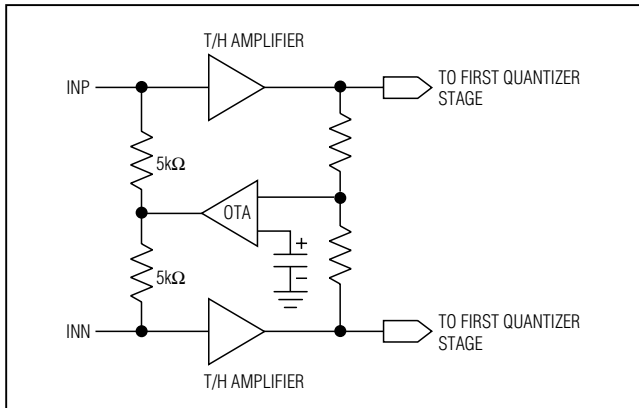 T/H AMPLIFIER
INP
TO FIRST QUANTIZER
STAGE
5kΩ
OTA
+
−
5kΩ
INN
TO FIRST QUANTIZER
STAGE
T/H AMPLIFIER